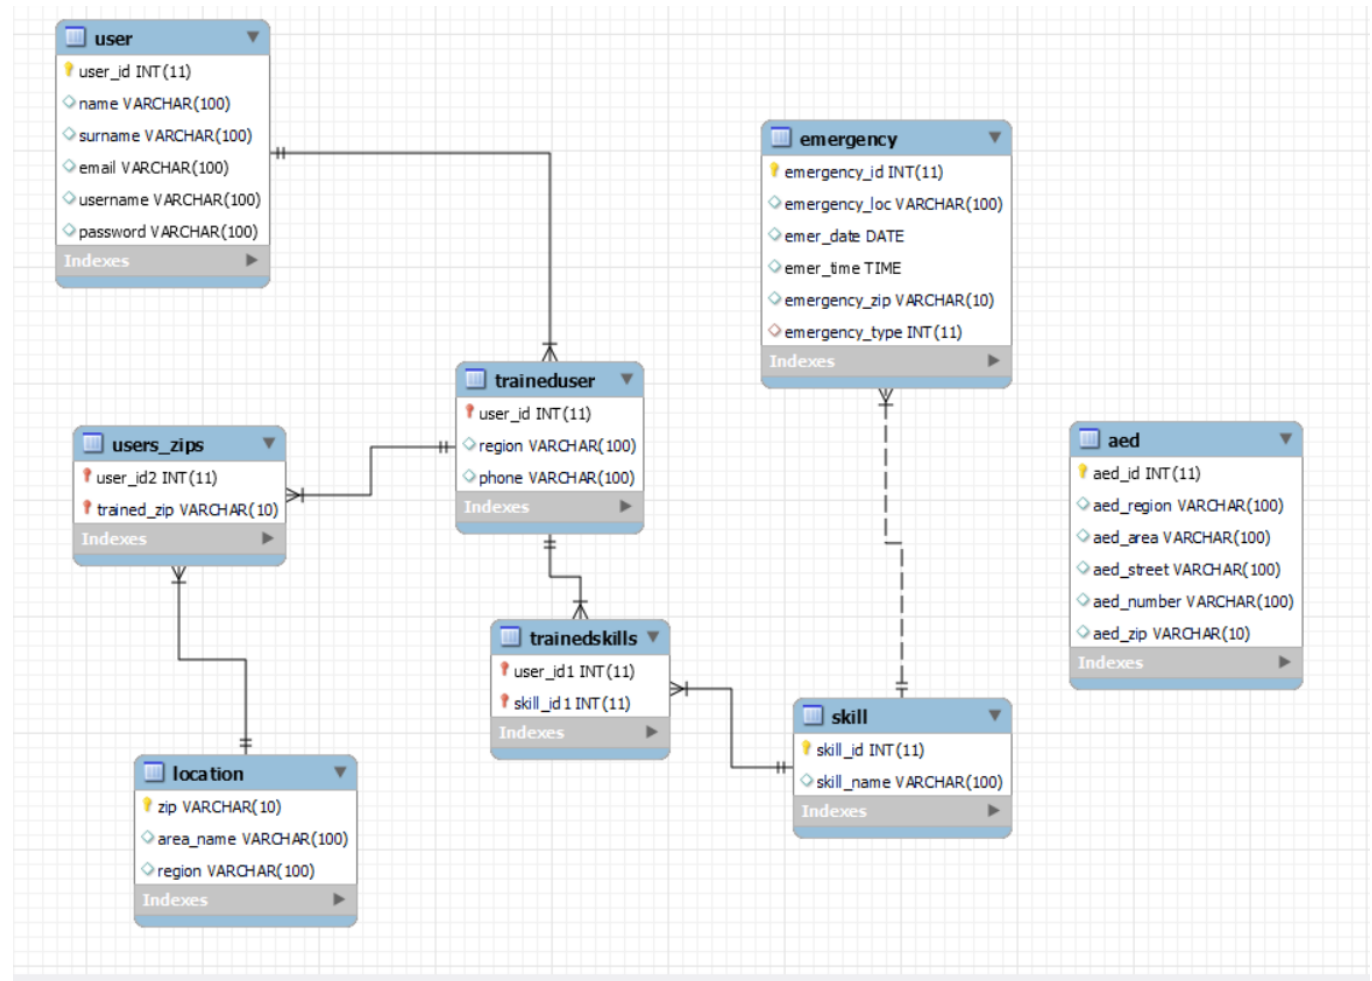 user
user_id INT(11)
name VARCHAR(100)
surname VARCHAR(100)
email VARCHAR(100)
username VARCHAR(100)
password VARCHAR(100)
Indexes
emergency
emergency_id INT(11)
emergency_loc VARCHAR(100)
emer_date DATE
emer_time TIME
emergency_zip VARCHAR(10)
emergency_type INT(11)
Indexes
traineduser
user_id INT(11)
region VARCHAR(100)
phone VARCHAR(100)
Indexes
users_zips
user_id2 INT(11)
trained_zip VARCHAR(10)
Indexes
aed
aed_id INT(11)
aed_region VARCHAR(100)
aed_area VARCHAR(100)
aed_street VARCHAR(100)
aed_number VARCHAR(100)
aed_zip VARCHAR(10)
Indexes
trainedskills
user_id1 INT(11)
skill_id1 INT(11)
Indexes
skill
skill_id INT(11)
skill_name VARCHAR(100)
Indexes
location
zip VARCHAR(10)
area_name VARCHAR(100)
region VARCHAR(100)
Indexes